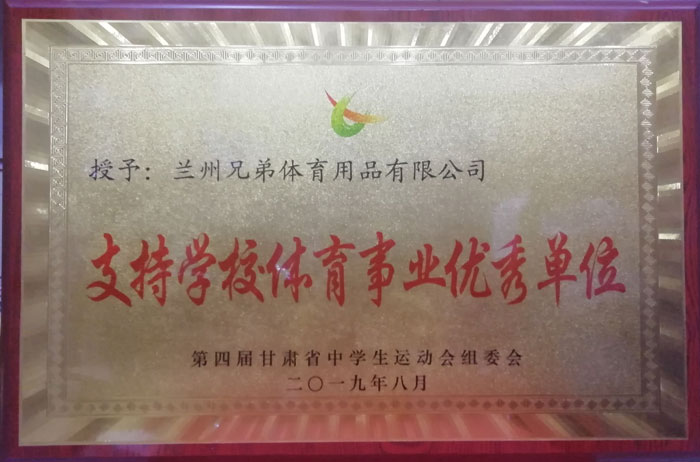 授予：兰州兄弟体育用品有限公司
支持学校体育事业优秀单位
第四届甘肃省中学生运动会组委会
二〇一九年八月